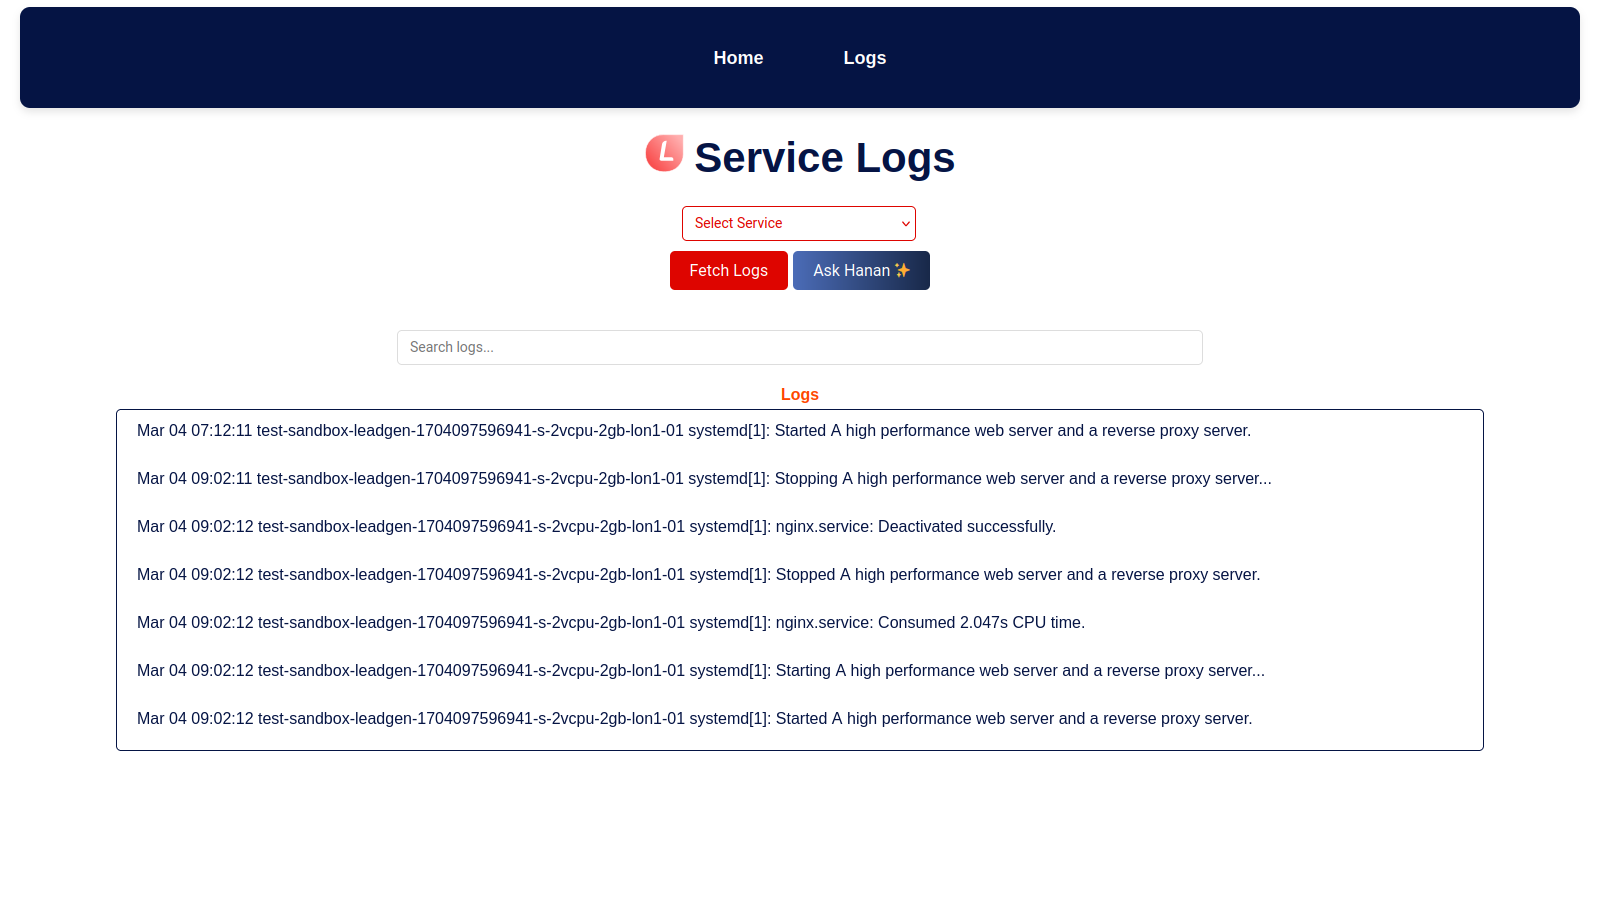 Home Logs
L Service Logs
Select Service
Fetch Logs Ask Hanan ✨
Search logs...
Logs
Mar 04 07:12:11 test-sandbox-leadgen-1704097596941-s-2vcpu-2gb-lon1-01 systemd[1]: Started A high performance web server and a reverse proxy server.
Mar 04 09:02:11 test-sandbox-leadgen-1704097596941-s-2vcpu-2gb-lon1-01 systemd[1]: Stopping A high performance web server and a reverse proxy server...
Mar 04 09:02:12 test-sandbox-leadgen-1704097596941-s-2vcpu-2gb-lon1-01 systemd[1]: nginx.service: Deactivated successfully.
Mar 04 09:02:12 test-sandbox-leadgen-1704097596941-s-2vcpu-2gb-lon1-01 systemd[1]: Stopped A high performance web server and a reverse proxy server.
Mar 04 09:02:12 test-sandbox-leadgen-1704097596941-s-2vcpu-2gb-lon1-01 systemd[1]: nginx.service: Consumed 2.047s CPU time.
Mar 04 09:02:12 test-sandbox-leadgen-1704097596941-s-2vcpu-2gb-lon1-01 systemd[1]: Starting A high performance web server and a reverse proxy server...
Mar 04 09:02:12 test-sandbox-leadgen-1704097596941-s-2vcpu-2gb-lon1-01 systemd[1]: Started A high performance web server and a reverse proxy server.